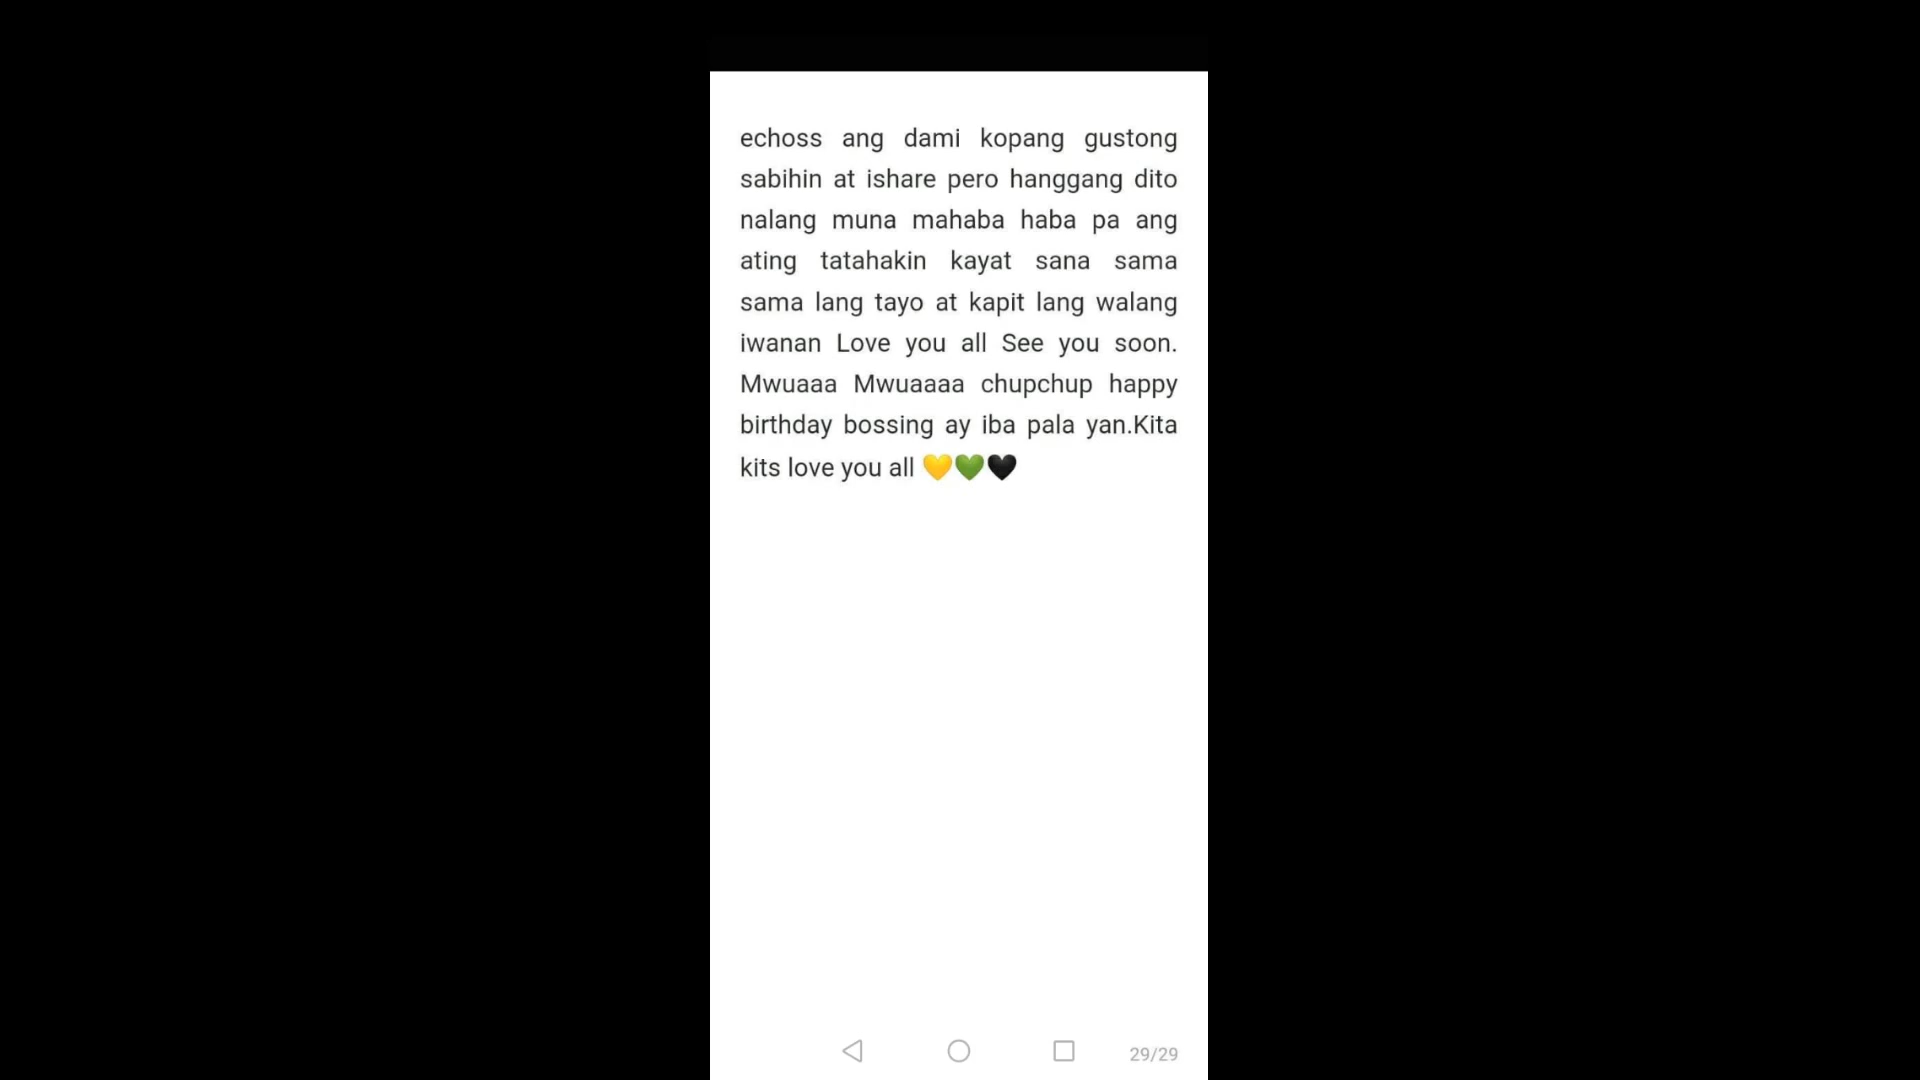 echoss ang dami kopang gustong
sabihin at ishare pero hanggang dito
nalang muna mahaba haba pa ang
ating tatahakin kayat sana sama
sama lang tayo at kapit lang walang
iwanan Love you all See you soon.
Mwuaaa Mwuaaaa chupchup happy
birthday bossing ay iba pala yan.Kita
kits love you all 💛💚🖤
29/29